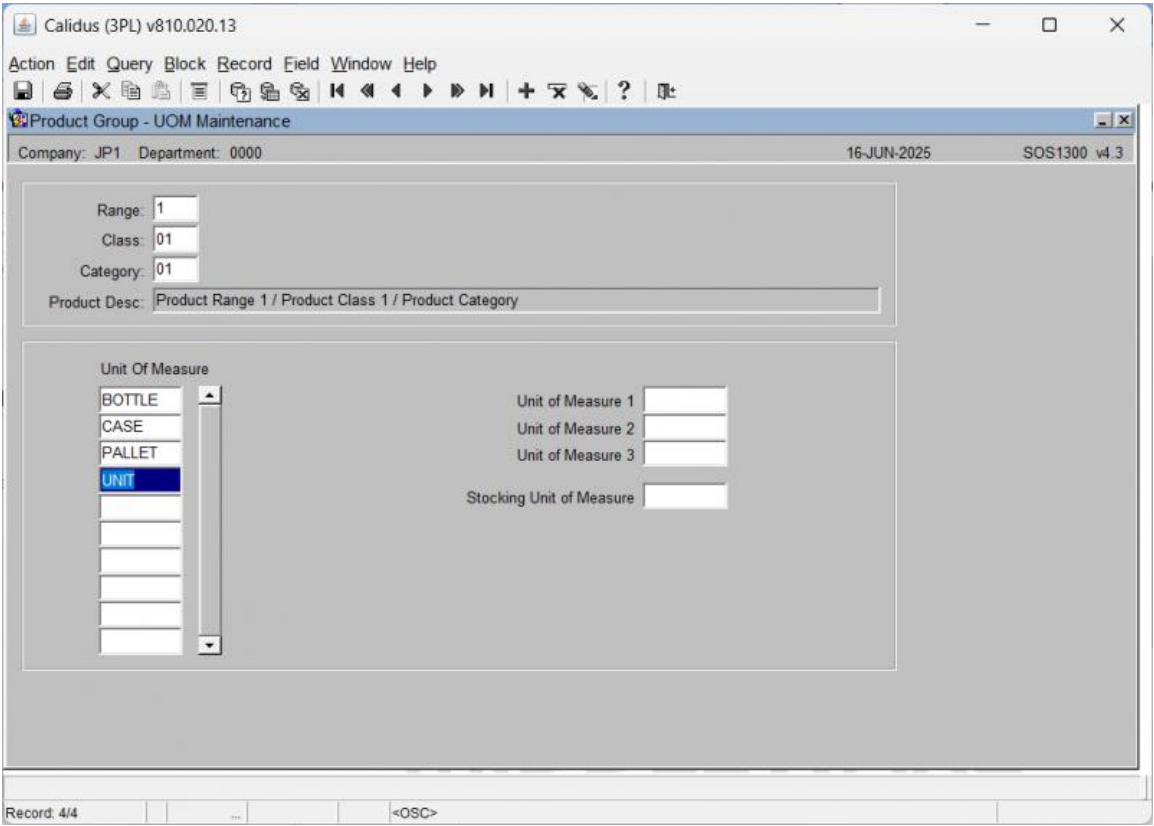 Calidus (3PL) v810.020.13
Action Edit Query Block Record Field Window Help
Product Group - UOM Maintenance
Company: JP1 Department: 0000 16-JUN-2025 SOS1300 v4.3
Range: 1
Class: 01
Category: 01
Product Desc: Product Range 1 / Product Class 1 / Product Category
Unit Of Measure
BOTTLE Unit of Measure 1
CASE Unit of Measure 2
PALLET Unit of Measure 3
UNIT Stocking Unit of Measure
Record: 4/4 ... <OSC>